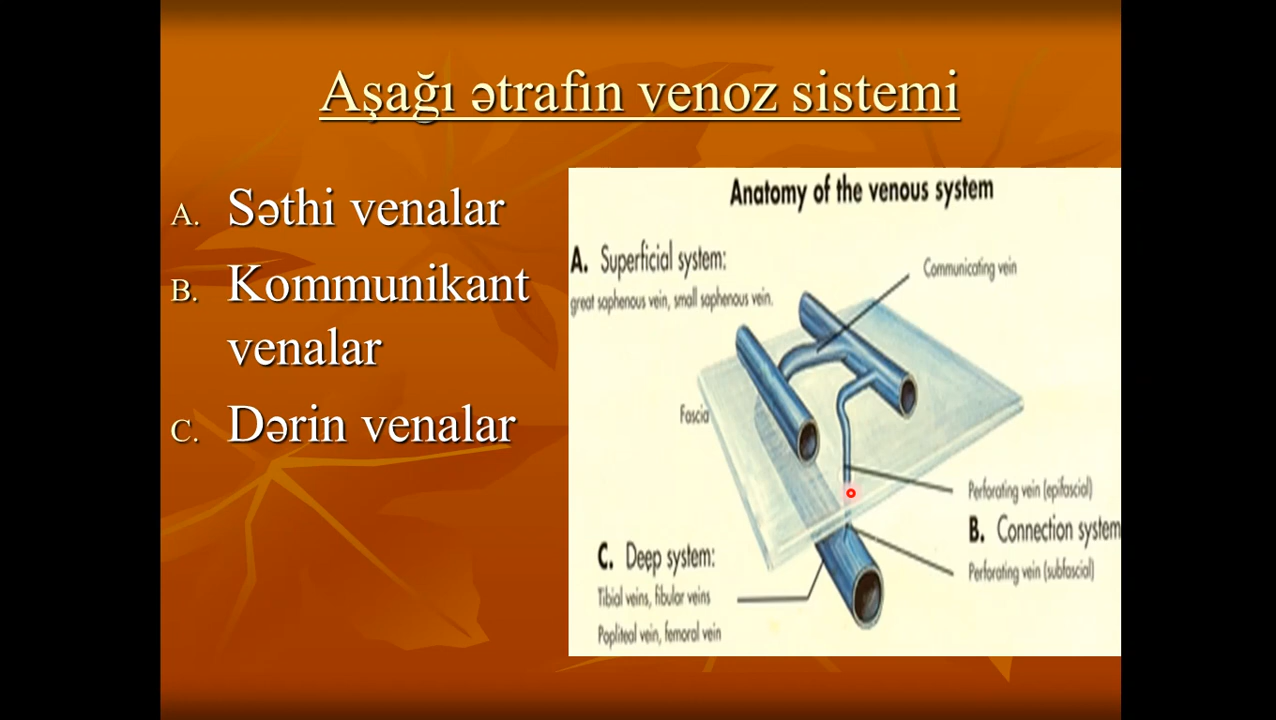 Aşağı ətrafın venoz sistemi
A. Səthi venalar
B. Kommunikant
venalar
C. Dərin venalar
Anatomy of the venous system
A. Superficial system:
great saphenous vein, small saphenous vein.
Communicating vein
Fascia
Perforating vein (epifascial)
B. Connection system
Perforating vein (subfascial)
C. Deep system:
Tibial veins, fibular veins
Popliteal vein, femoral vein